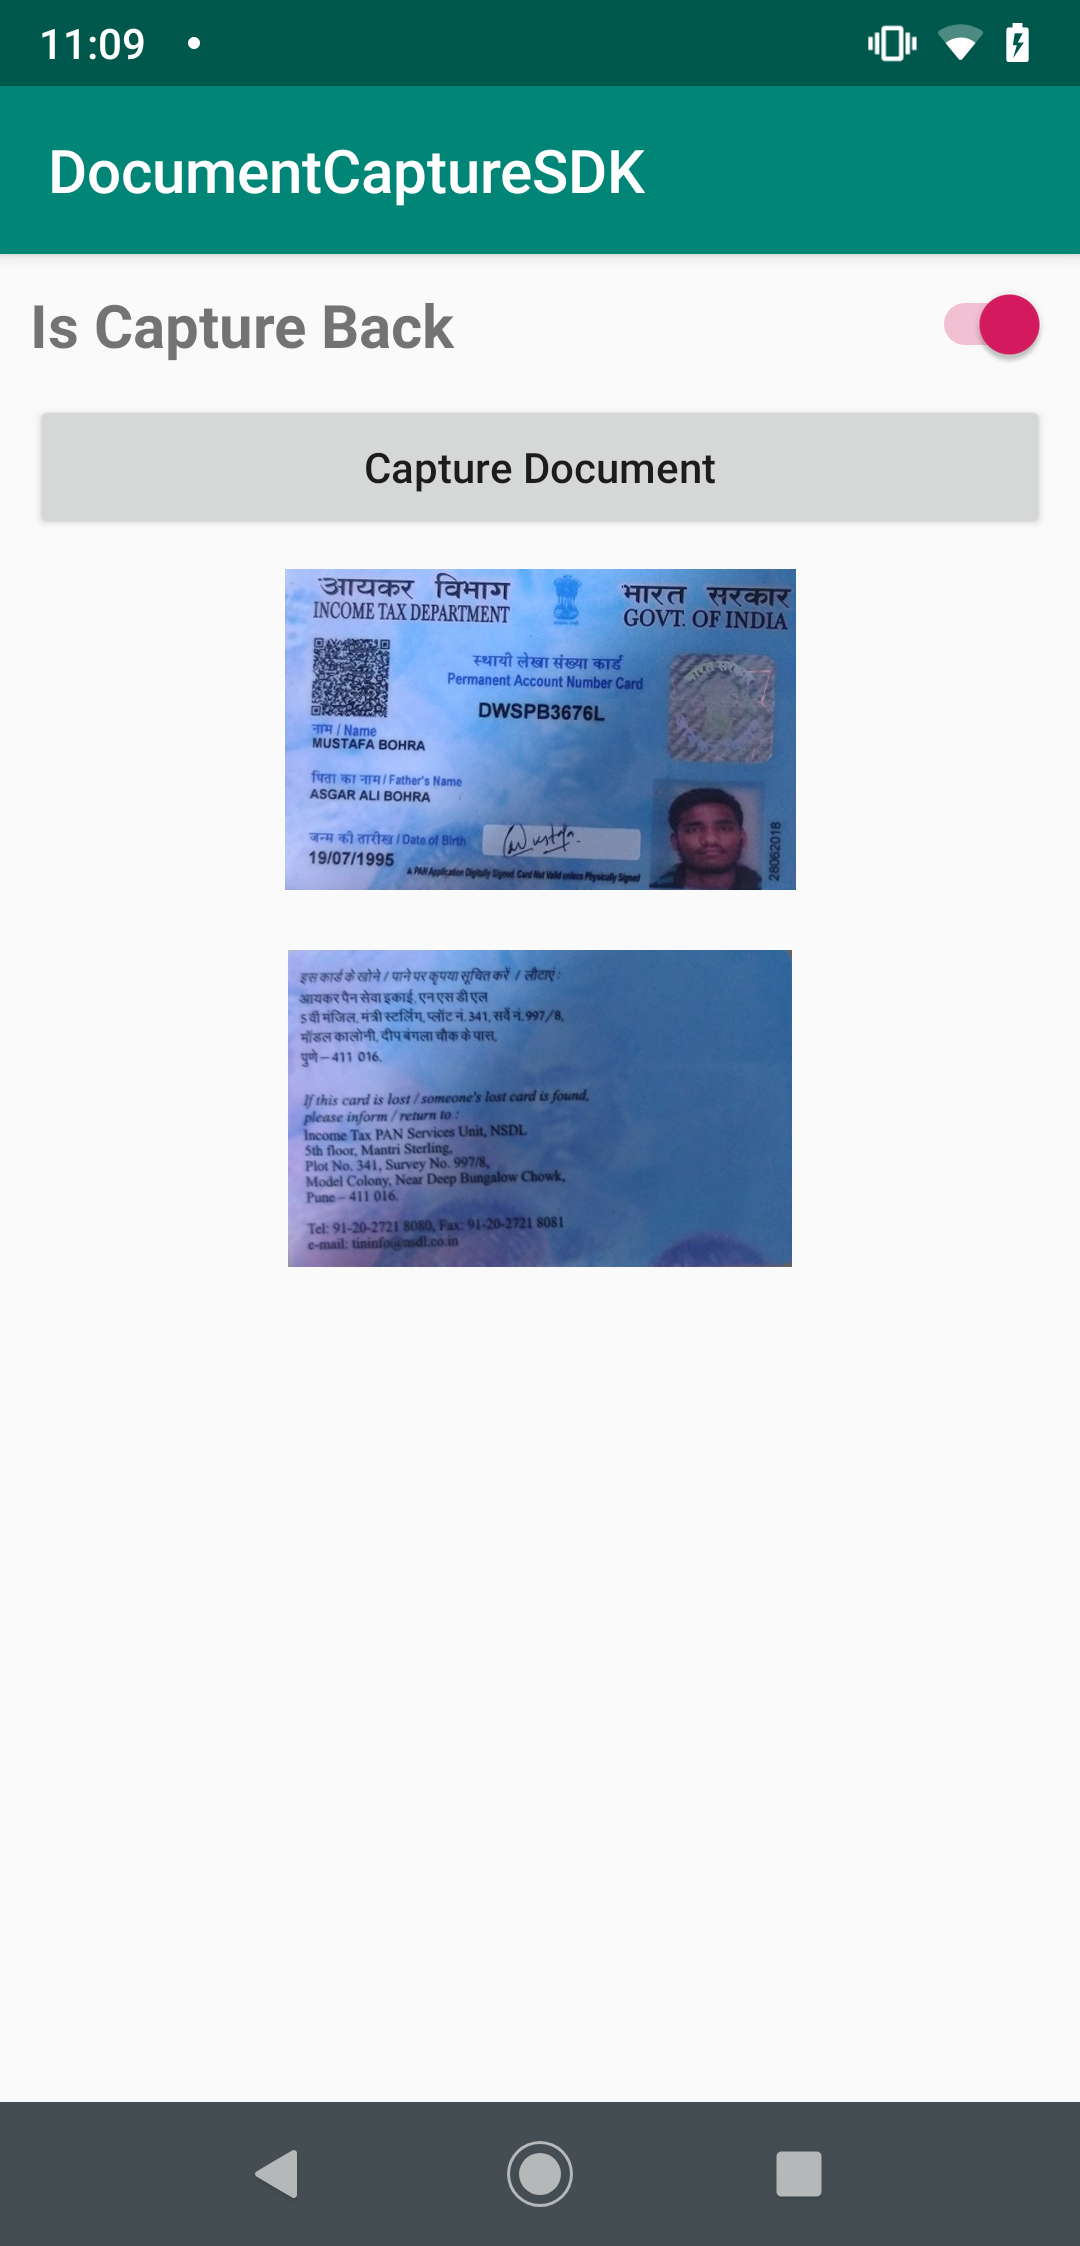 11:09
DocumentCaptureSDK
Is Capture Back
Capture Document
आयकर विभाग
INCOME TAX DEPARTMENT
भारत सरकार
GOVT. OF INDIA
स्थायी लेखा संख्या कार्ड
Permanent Account Number Card
DWSPB3676L
नाम / Name
MUSTAFA BOHRA
पिता का नाम / Father's Name
ASGAR ALI BOHRA
जन्म की तारीख / Date of Birth
19/07/1995
PAN Application Digitally Signed, Card Not Valid unless Physically Signed
28062018
इस कार्ड के खोने / पाने पर कृपया सूचित करें / लौटाएं :
आयकर पैन सेवा इकाई, एन एस डी एल
5 वी मंजिल, मंत्री स्टर्लिंग, प्लॉट नं. 341, सर्वे नं. 997/8,
मॉडल कालोनी, दीप बंगला चौक के पास,
पुणे – 411 016.
If this card is lost / someone's lost card is found,
please inform / return to :
Income Tax PAN Services Unit, NSDL
5th floor, Mantri Sterling,
Plot No. 341, Survey No. 997/8,
Model Colony, Near Deep Bungalow Chowk,
Pune – 411 016.
Tel: 91-20-2721 8080, Fax: 91-20-2721 8081
e-mail: tininfo@nsdl.co.in